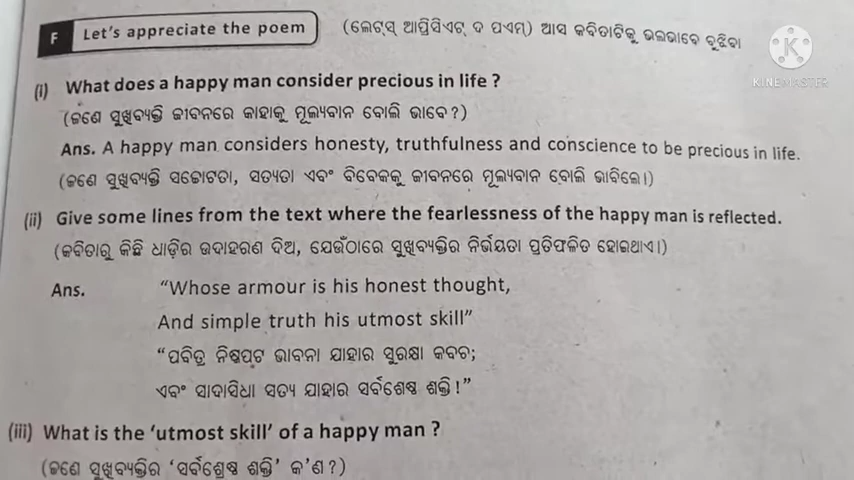 F Let's appreciate the poem (ଲେଟ୍‌ସ୍ ଆପ୍ରିସିଏଟ୍ ଦ ପଏମ୍) ଆସ କବିତାଟିକୁ ଭଲଭାବେ ବୁଝିବା
KINEMASTER
(i) What does a happy man consider precious in life ?
(ଜଣେ ସୁଖୀବ୍ୟକ୍ତି ଜୀବନରେ କାହାକୁ ମୂଲ୍ୟବାନ ବୋଲି ଭାବେ ?)
Ans. A happy man considers honesty, truthfulness and conscience to be precious in life.
(ଜଣେ ସୁଖୀବ୍ୟକ୍ତି ସଚ୍ଚୋଟତା, ସତ୍ୟତା ଏବଂ ବିବେକକୁ ଜୀବନରେ ମୂଲ୍ୟବାନ ବୋଲି ଭାବିଛେ।)
(ii) Give some lines from the text where the fearlessness of the happy man is reflected.
(କବିତାରୁ କିଛି ଧାଡ଼ିର ଉଦାହରଣ ଦିଅ, ଯେଉଁଠାରେ ସୁଖୀବ୍ୟକ୍ତିର ନିର୍ଭୟତା ପ୍ରତିଫଳିତ ହୋଇଥାଏ।)
Ans. "Whose armour is his honest thought,
And simple truth his utmost skill"
"ପବିତ୍ର ନିଷ୍ପଟ ଭାବନା ଯାହାର ସୁରକ୍ଷା କବଚ;
ଏବଂ ସାଦାସିଧା ସତ୍ୟ ଯାହାର ସର୍ବଶେଷ ଶକ୍ତି !"
(iii) What is the 'utmost skill' of a happy man ?
(ଜଣେ ସୁଖୀବ୍ୟକ୍ତିର 'ସର୍ବଶ୍ରେଷ୍ଠ ଶକ୍ତି' କ'ଣ ?)